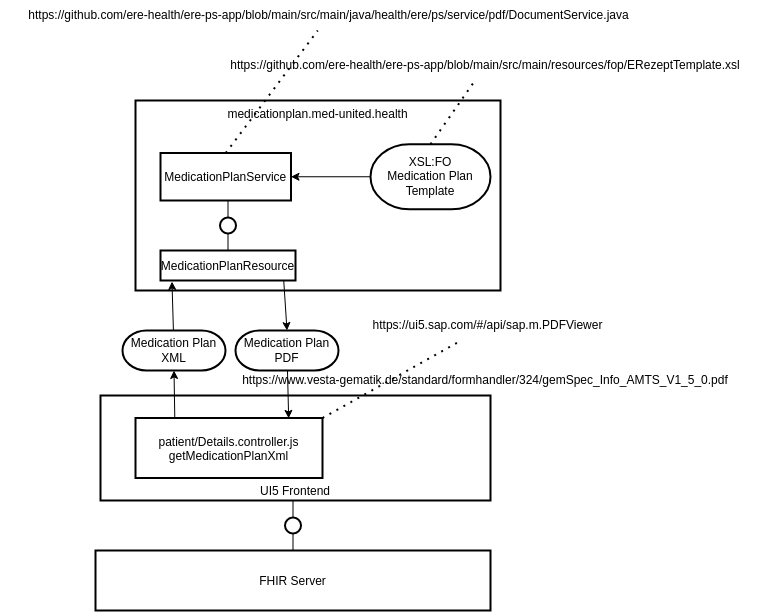 https://github.com/ere-health/ere-ps-app/blob/main/src/main/java/health/ere/ps/service/pdf/DocumentService.java
https://github.com/ere-health/ere-ps-app/blob/main/src/main/resources/fop/ERezeptTemplate.xsl
medicationplan.med-united.health
MedicationPlanService
XSL:FO
Medication Plan
Template
MedicationPlanResource
https://ui5.sap.com/#/api/sap.m.PDFViewer
Medication Plan
XML
Medication Plan
PDF
https://www.vesta-gematik.de/standard/formhandler/324/gemSpec_Info_AMTS_V1_5_0.pdf
patient/Details.controller.js
getMedicationPlanXml
UI5 Frontend
FHIR Server